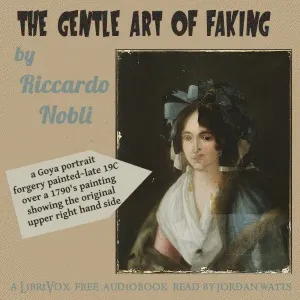 THE GENTLE ART OF FAKING
by
Riccardo
Nobli
a Goya portrait
forgery painted-late 19C
over a 1790's painting
showing the original
upper right hand side
A LIBRIVOX FREE AUDIOBOOK READ BY JORDAN WATTS